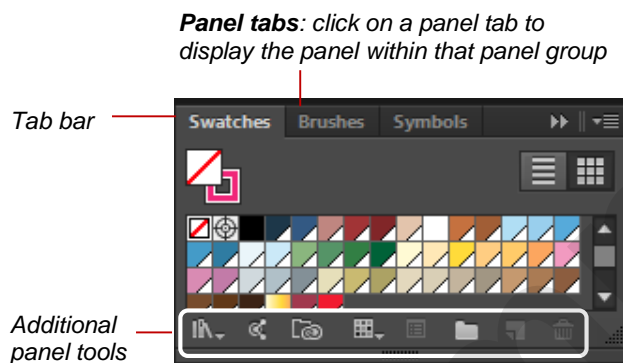 Panel tabs: click on a panel tab to
display the panel within that panel group
Tab bar
Swatches Brushes Symbols
Additional
panel tools